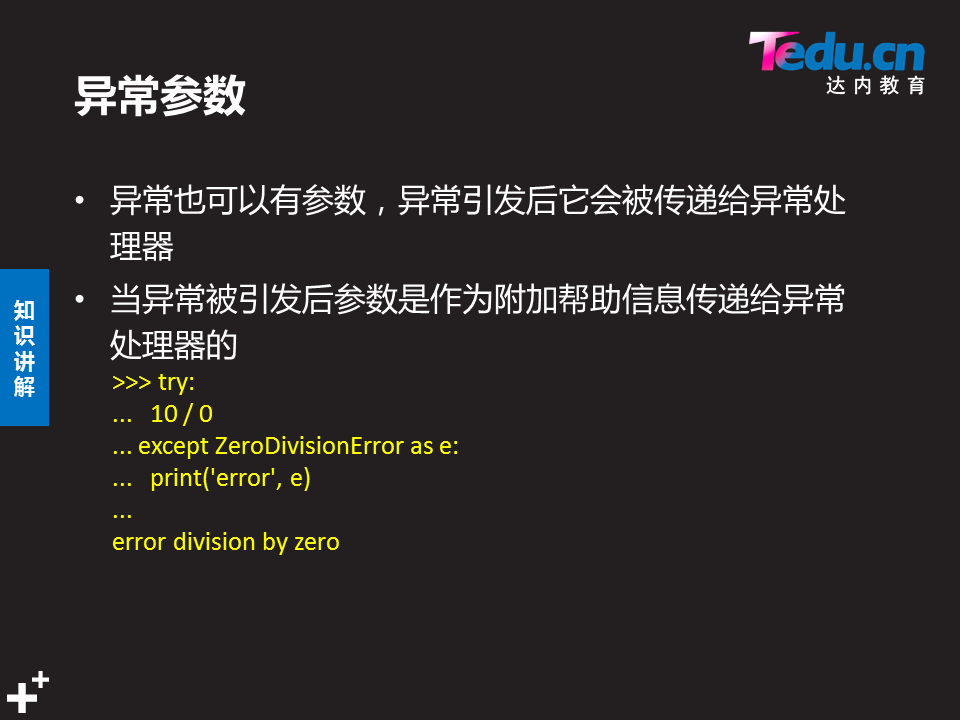 Tedu.cn
达内教育
异常参数
• 异常也可以有参数，异常引发后它会被传递给异常处
理器
• 当异常被引发后参数是作为附加帮助信息传递给异常
处理器的
>>> try:
...   10 / 0
... except ZeroDivisionError as e:
...   print('error', e)
...
error division by zero
知识讲解